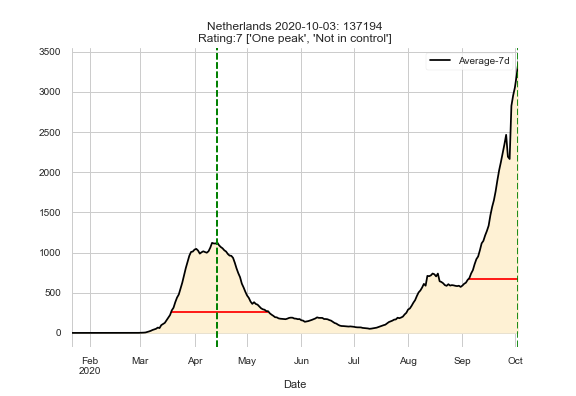 Netherlands 2020-10-03: 137194
Rating:7 ['One peak', 'Not in control']
Average-7d
3500
3000
2500
2000
1500
1000
500
0
Feb
2020
Mar
Apr
May
Jun
Jul
Aug
Sep
Oct
Date